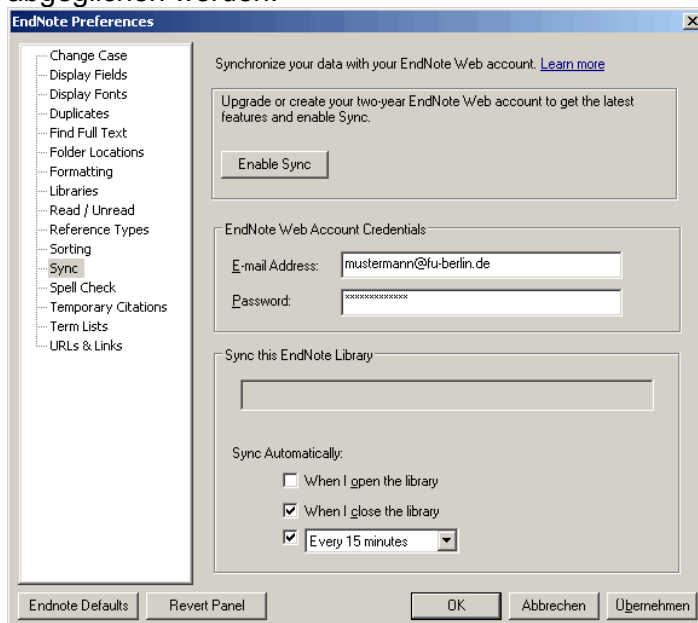 abgeglichen werden.
EndNote Preferences
Change Case
Display Fields
Display Fonts
Duplicates
Find Full Text
Folder Locations
Formatting
Libraries
Read / Unread
Reference Types
Sorting
Sync
Spell Check
Temporary Citations
Term Lists
URLs & Links
Synchronize your data with your EndNote Web account. Learn more
Upgrade or create your two-year EndNote Web account to get the latest
features and enable Sync.
Enable Sync
EndNote Web Account Credentials
E-mail Address: mustermann@fu-berlin.de
Password: xxxxxxxxxxxxx
Sync this EndNote Library
Sync Automatically:
When I open the library
When I close the library
Every 15 minutes
Endnote Defaults Revert Panel OK Abbrechen Übernehmen